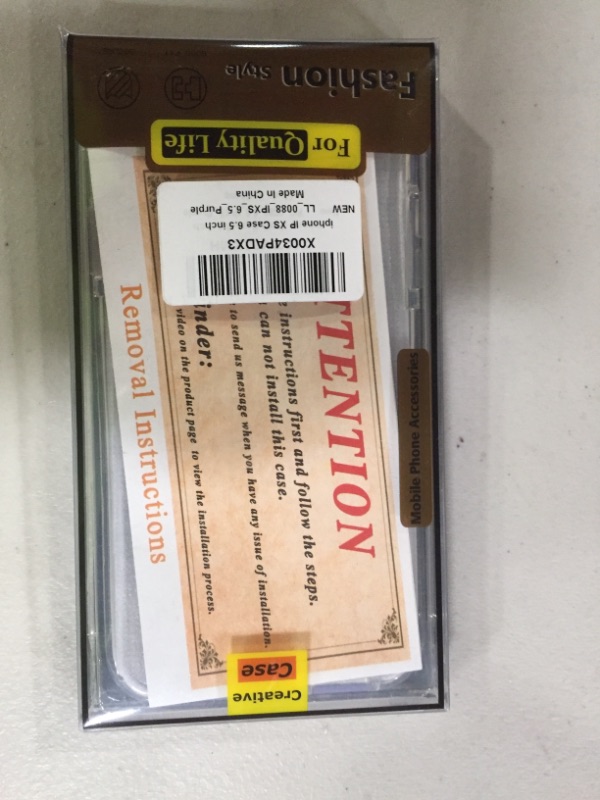 Fashion Style
For Quality Life
X0034PADX3
iphone IP XS Case 6.5 inch
NEW LL_0088_IPXS_6.5_Purple
Made In China
TTENTION
instructions first and follow the steps.
can not install this case.
to send us message when you have any issue of installation.
inder:
video on the product page to view the installation process.
Removal Instructions
Mobile Phone Accessories
Creative
Case